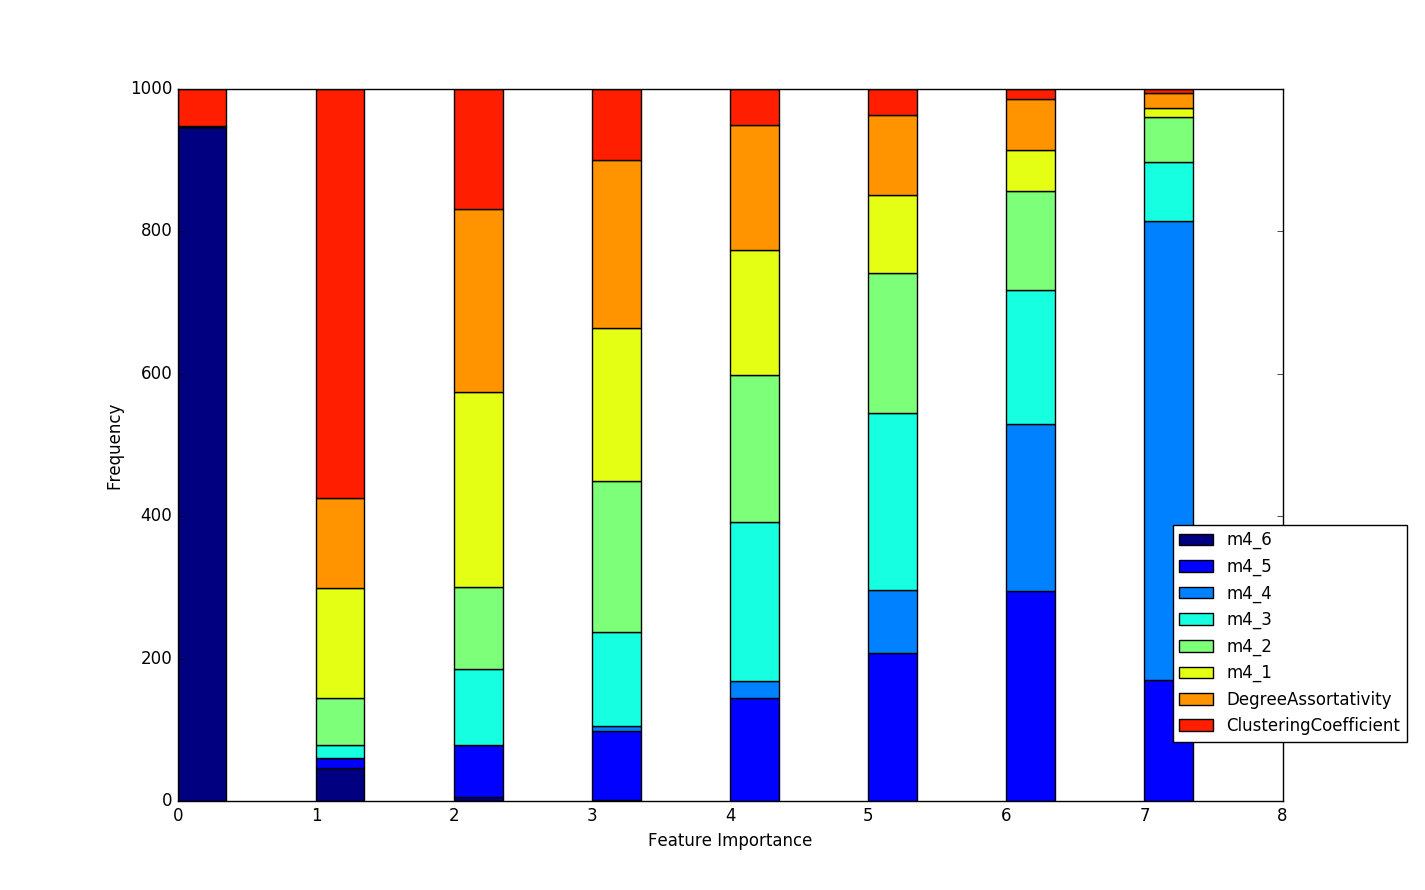 1000
800
600
400
200
0
Frequency
0 1 2 3 4 5 6 7 8
Feature Importance
m4_6
m4_5
m4_4
m4_3
m4_2
m4_1
DegreeAssortativity
ClusteringCoefficient